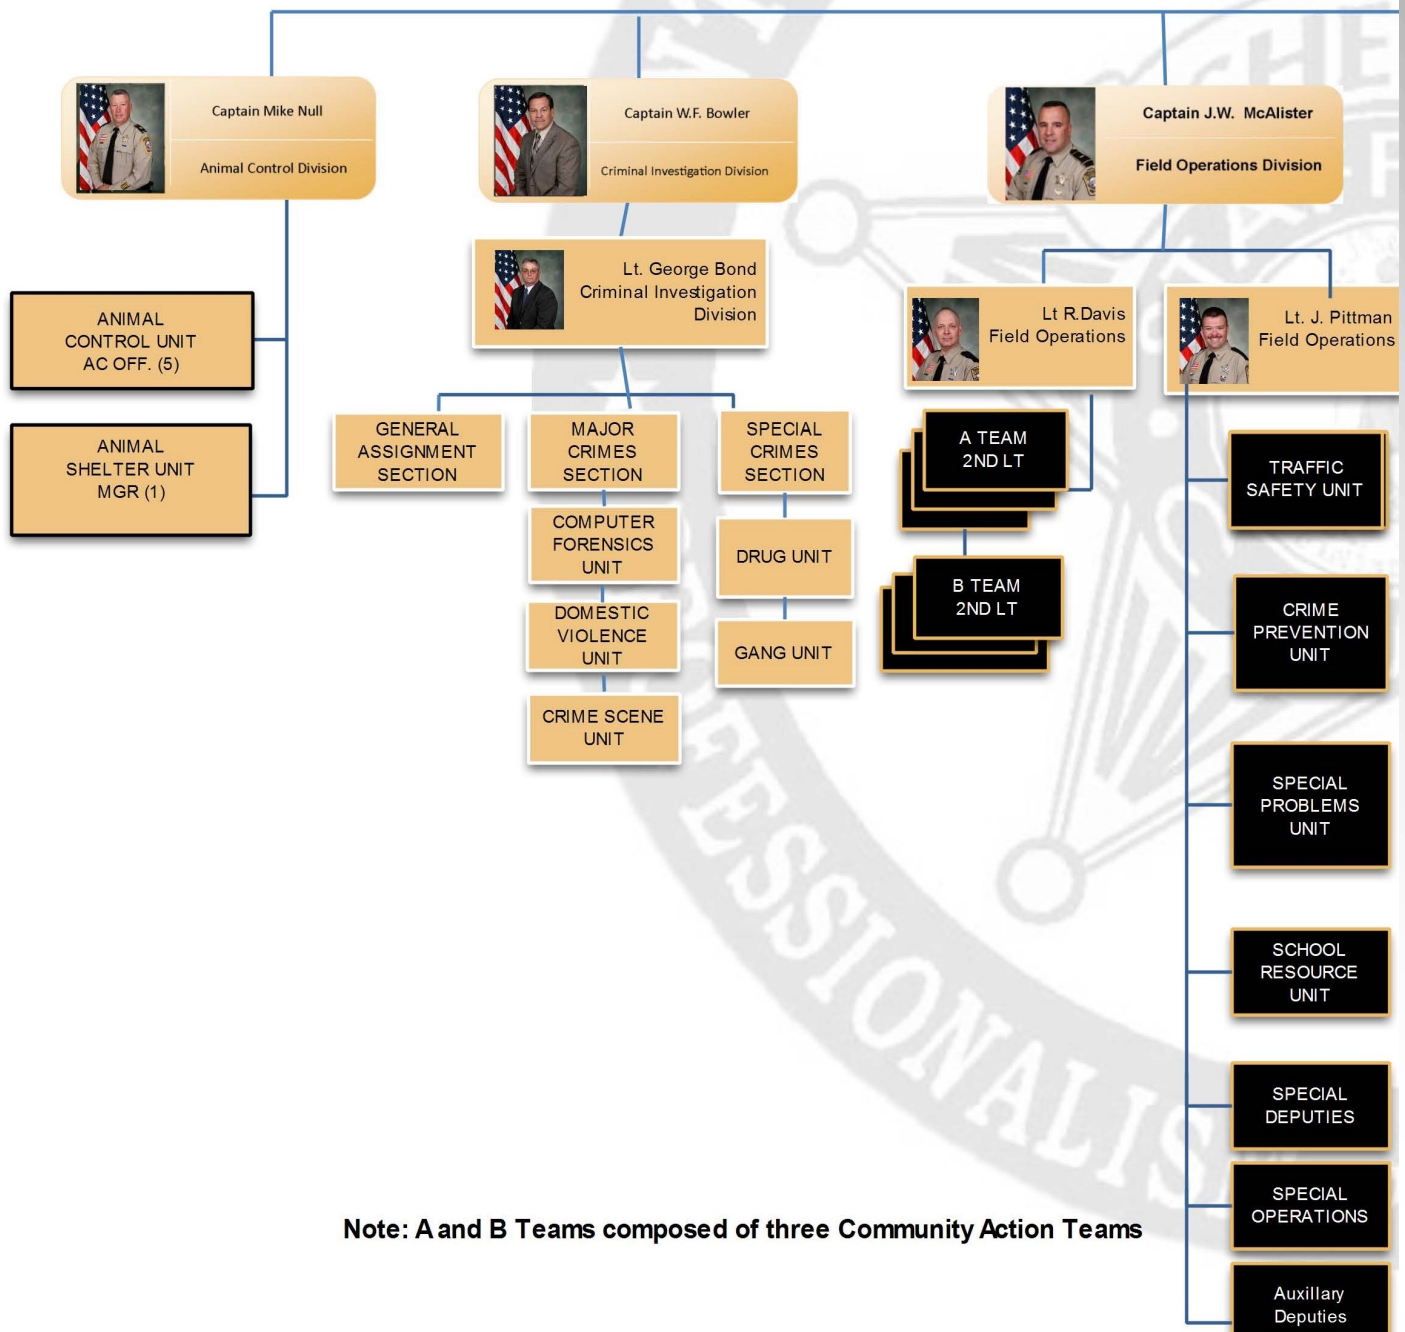 Captain Mike Null
Animal Control Division
Captain W.F. Bowler
Criminal Investigation Division
Captain J.W. McAlister
Field Operations Division
Lt. George Bond
Criminal Investigation
Division
Lt R.Davis
Field Operations
Lt. J. Pittman
Field Operations
ANIMAL
CONTROL UNIT
AC OFF. (5)
ANIMAL
SHELTER UNIT
MGR (1)
GENERAL
ASSIGNMENT
SECTION
MAJOR
CRIMES
SECTION
COMPUTER
FORENSICS
UNIT
DOMESTIC
VIOLENCE
UNIT
CRIME SCENE
UNIT
SPECIAL
CRIMES
SECTION
DRUG UNIT
GANG UNIT
A TEAM
2ND LT
B TEAM
2ND LT
TRAFFIC
SAFETY UNIT
CRIME
PREVENTION
UNIT
SPECIAL
PROBLEMS
UNIT
SCHOOL
RESOURCE
UNIT
SPECIAL
DEPUTIES
SPECIAL
OPERATIONS
Auxillary
Deputies
Note: A and B Teams composed of three Community Action Teams